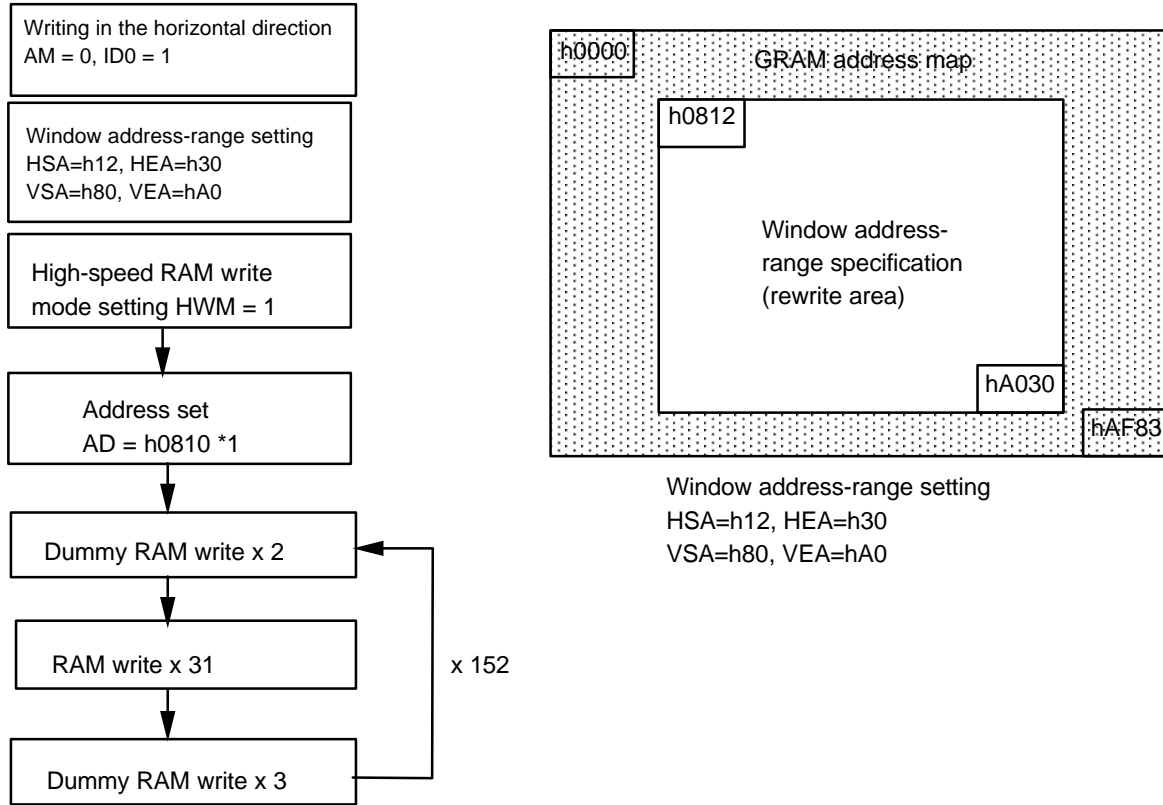 Writing in the horizontal direction
AM = 0, ID0 = 1
Window address-range setting
HSA=h12, HEA=h30
VSA=h80, VEA=hA0
High-speed RAM write
mode setting HWM = 1
Address set
AD = h0810 *1
Dummy RAM write x 2
RAM write x 31
x 152
Dummy RAM write x 3
h0000
GRAM address map
h0812
Window address-
range specification
(rewrite area)
hA030
hAF83
Window address-range setting
HSA=h12, HEA=h30
VSA=h80, VEA=hA0